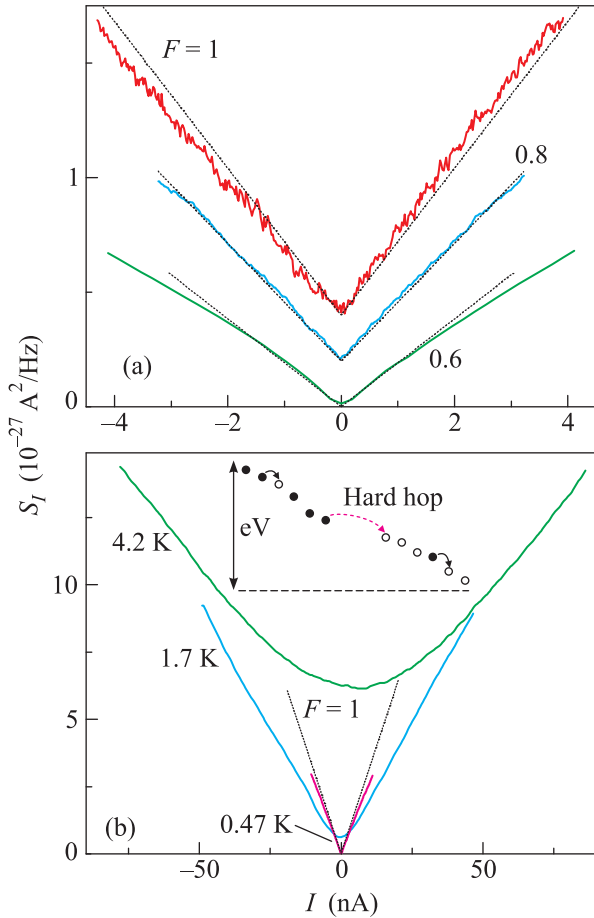 F = 1
0.8
1
0.6
(a)
0
–4 –2 0 2 4
S_I (10^–27 A^2/Hz)
Hard hop
eV
4.2 K
10
1.7 K
F = 1
5
0.47 K
(b)
0
–50 0 50
I (nA)